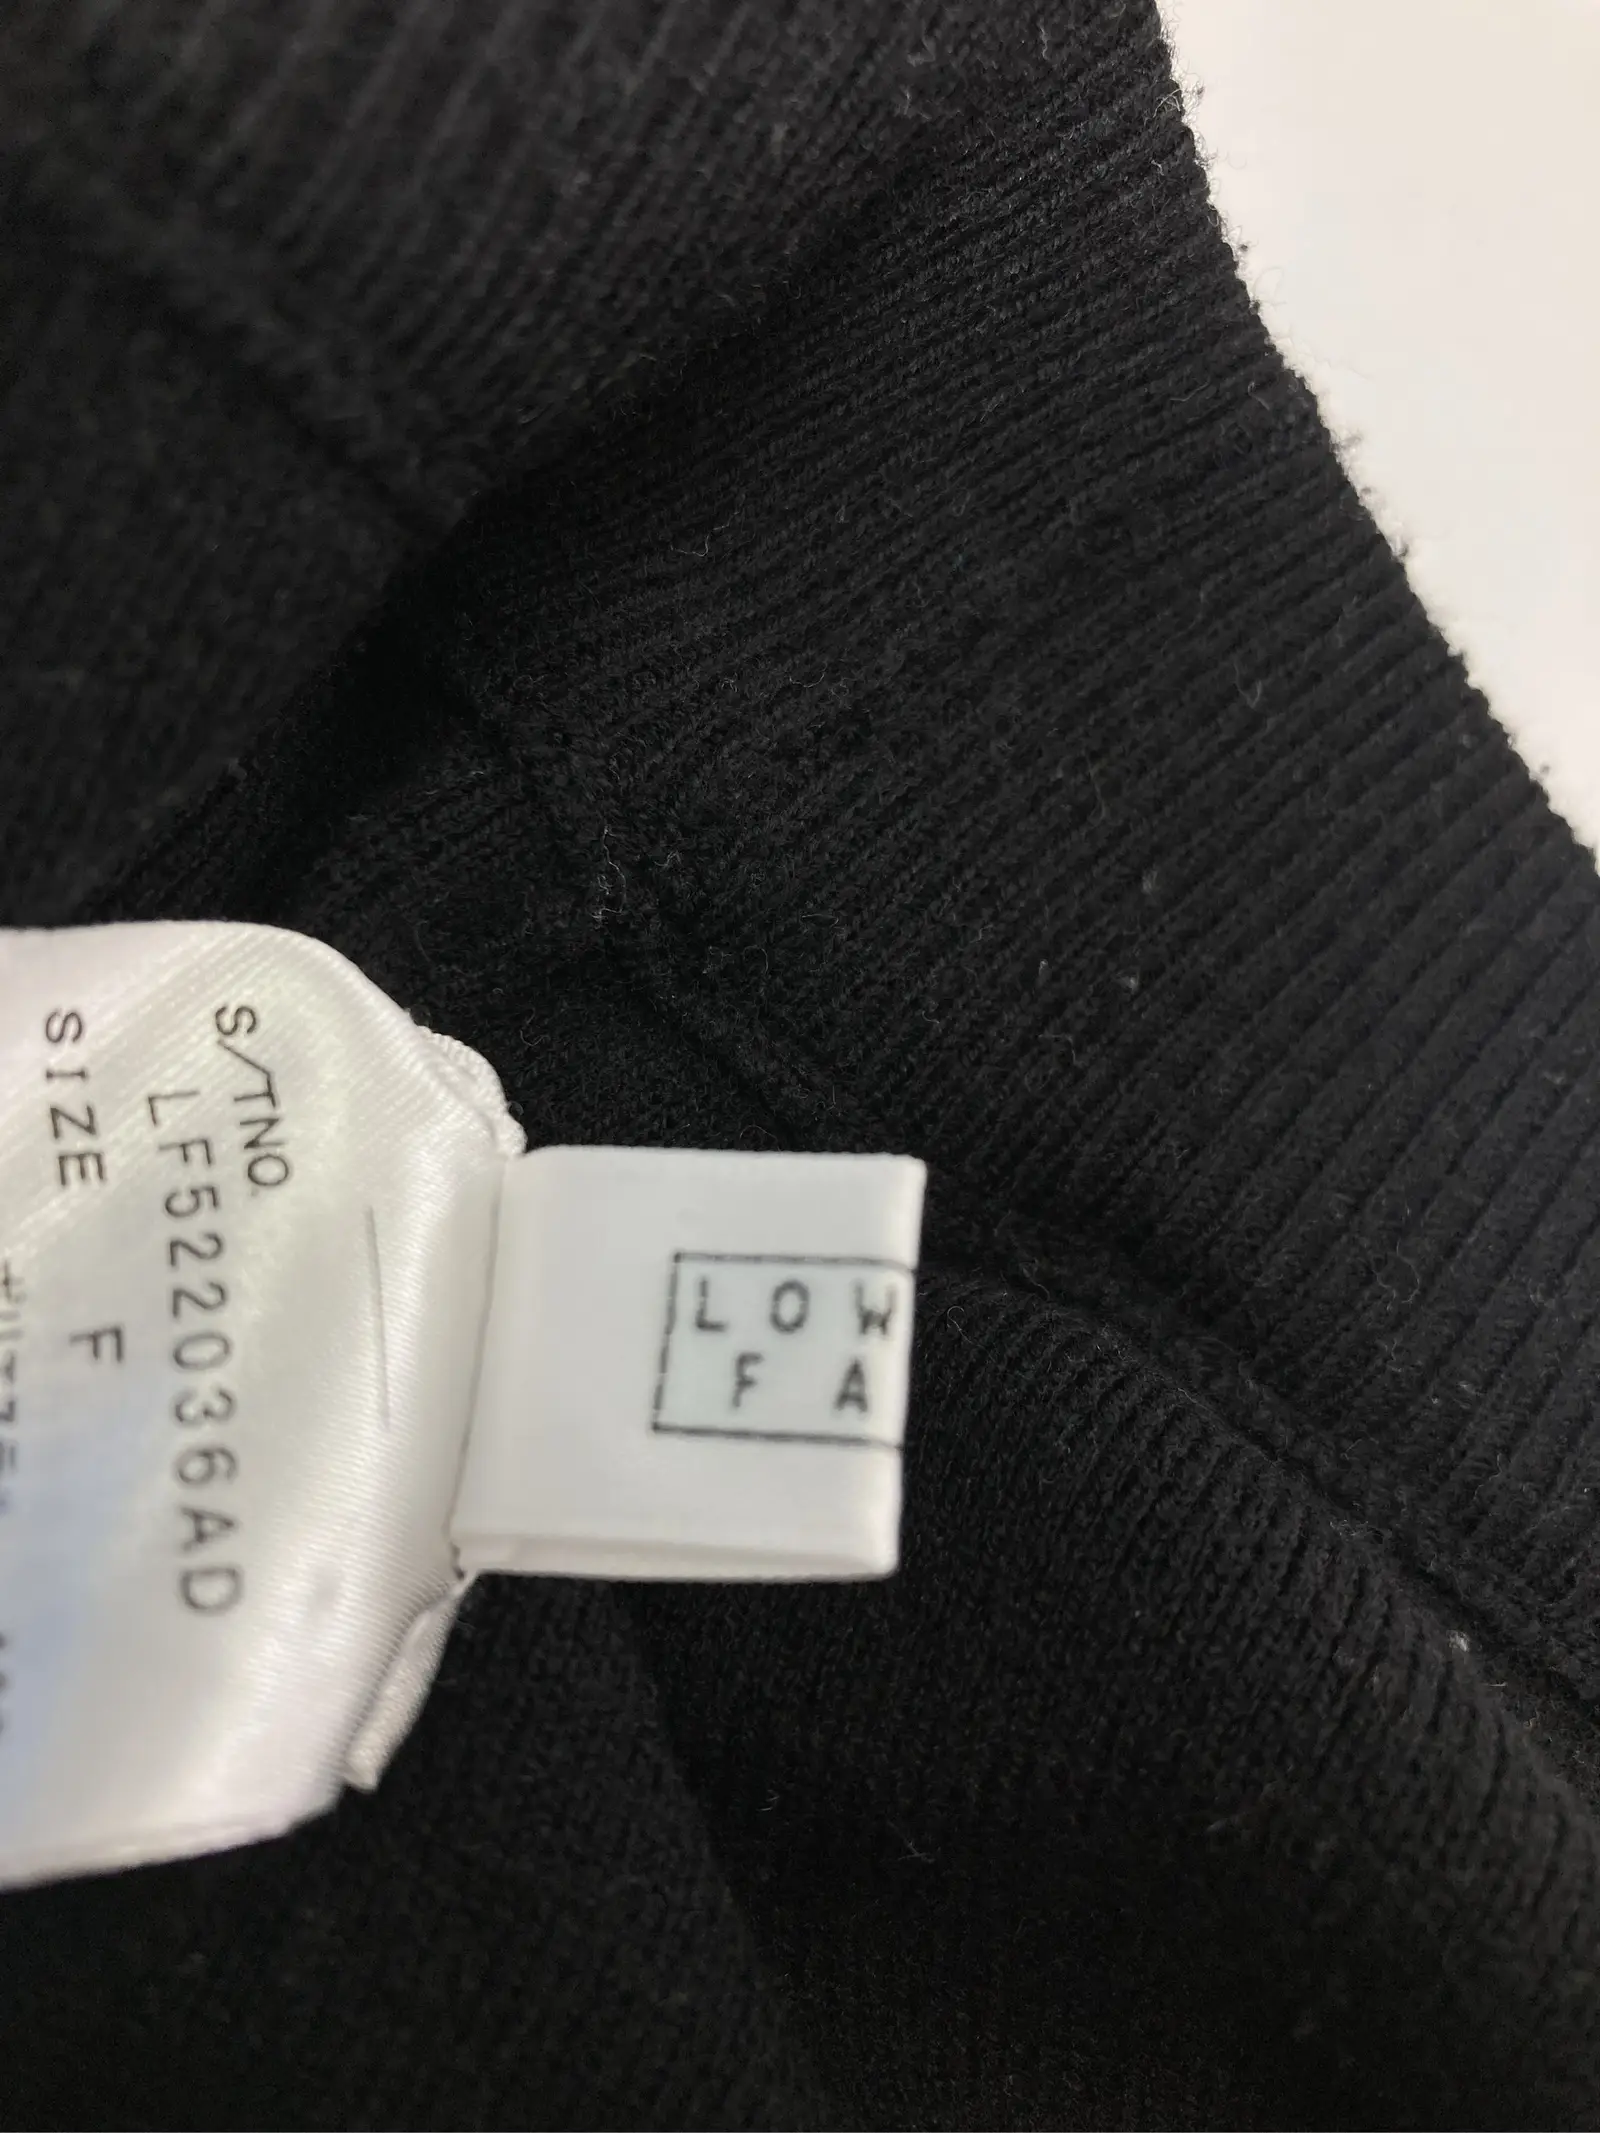 S/TNO.
LF522036AD
SIZE F
LOW
FA